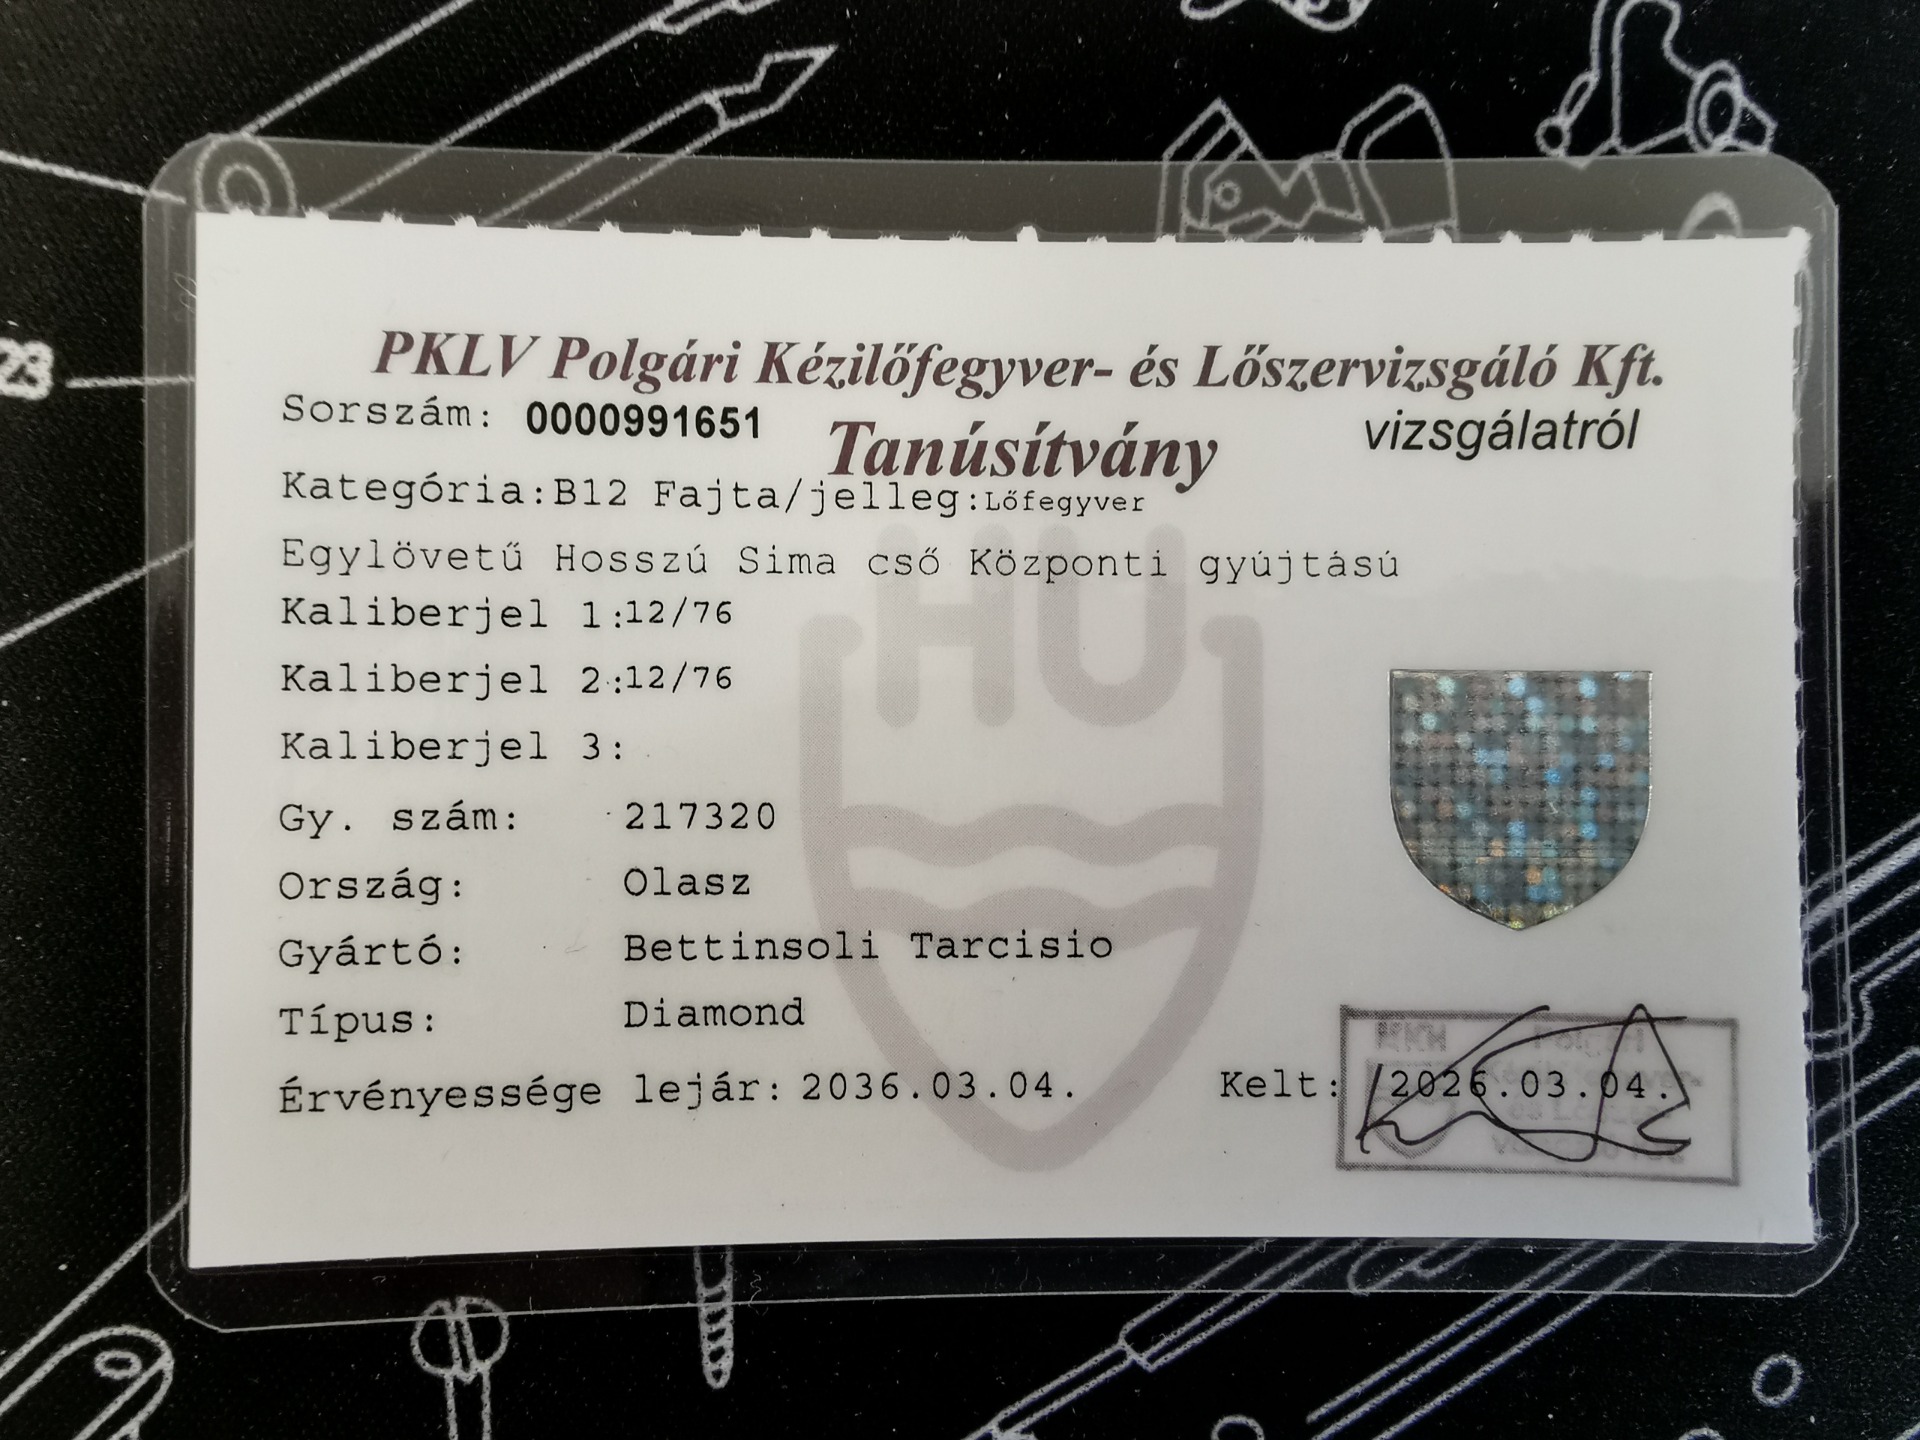 PKLV Polgári Kézilőfegyver- és Lőszervizsgáló Kft.
Sorszám: 0000991651 Tanúsítvány vizsgálatról
Kategória:B12 Fajta/jelleg:Lőfegyver
Egylövetű Hosszú Sima cső Központi gyújtású
Kaliberjel 1:12/76
Kaliberjel 2:12/76
Kaliberjel 3:
Gy. szám: 217320
Ország: Olasz
Gyártó: Bettinsoli Tarcisio
Típus: Diamond
Érvényessége lejár: 2036.03.04. Kelt: 2026.03.04.
HU
23